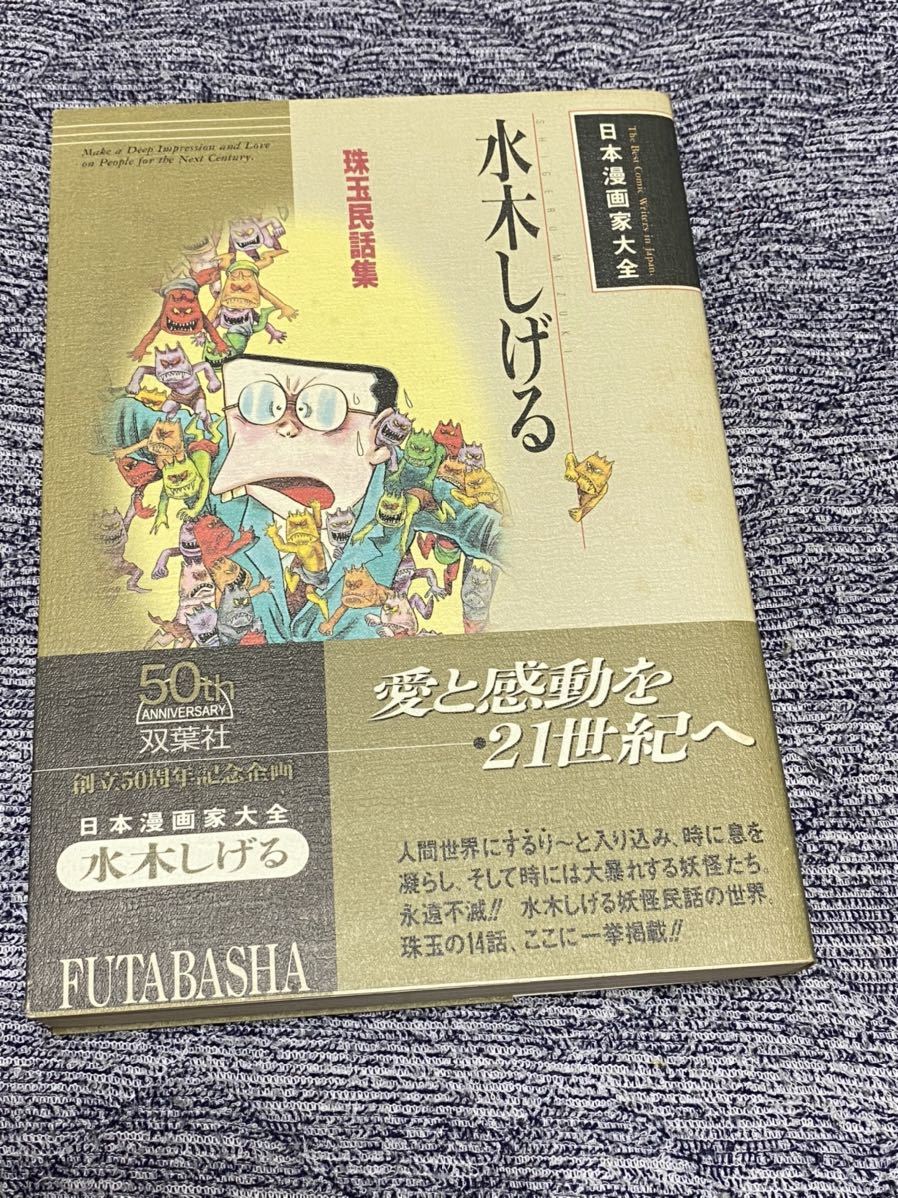 Make a Deep Impression and Love
on People for the Next Century.
The Best Comic Writers in Japan.
日本漫画家大全
水木しげる
SHIGERU MIZUKI
珠玉民話集
50th
ANNIVERSARY
双葉社
創立50周年記念企画
日本漫画家大全
水木しげる
FUTABASHA
愛と感動を
・21世紀へ
人間世界にするり〜と入り込み、時に息を
凝らし、そして時には大暴れする妖怪たち。
永遠不滅!! 水木しげる妖怪民話の世界、
珠玉の14話、ここに一挙掲載!!